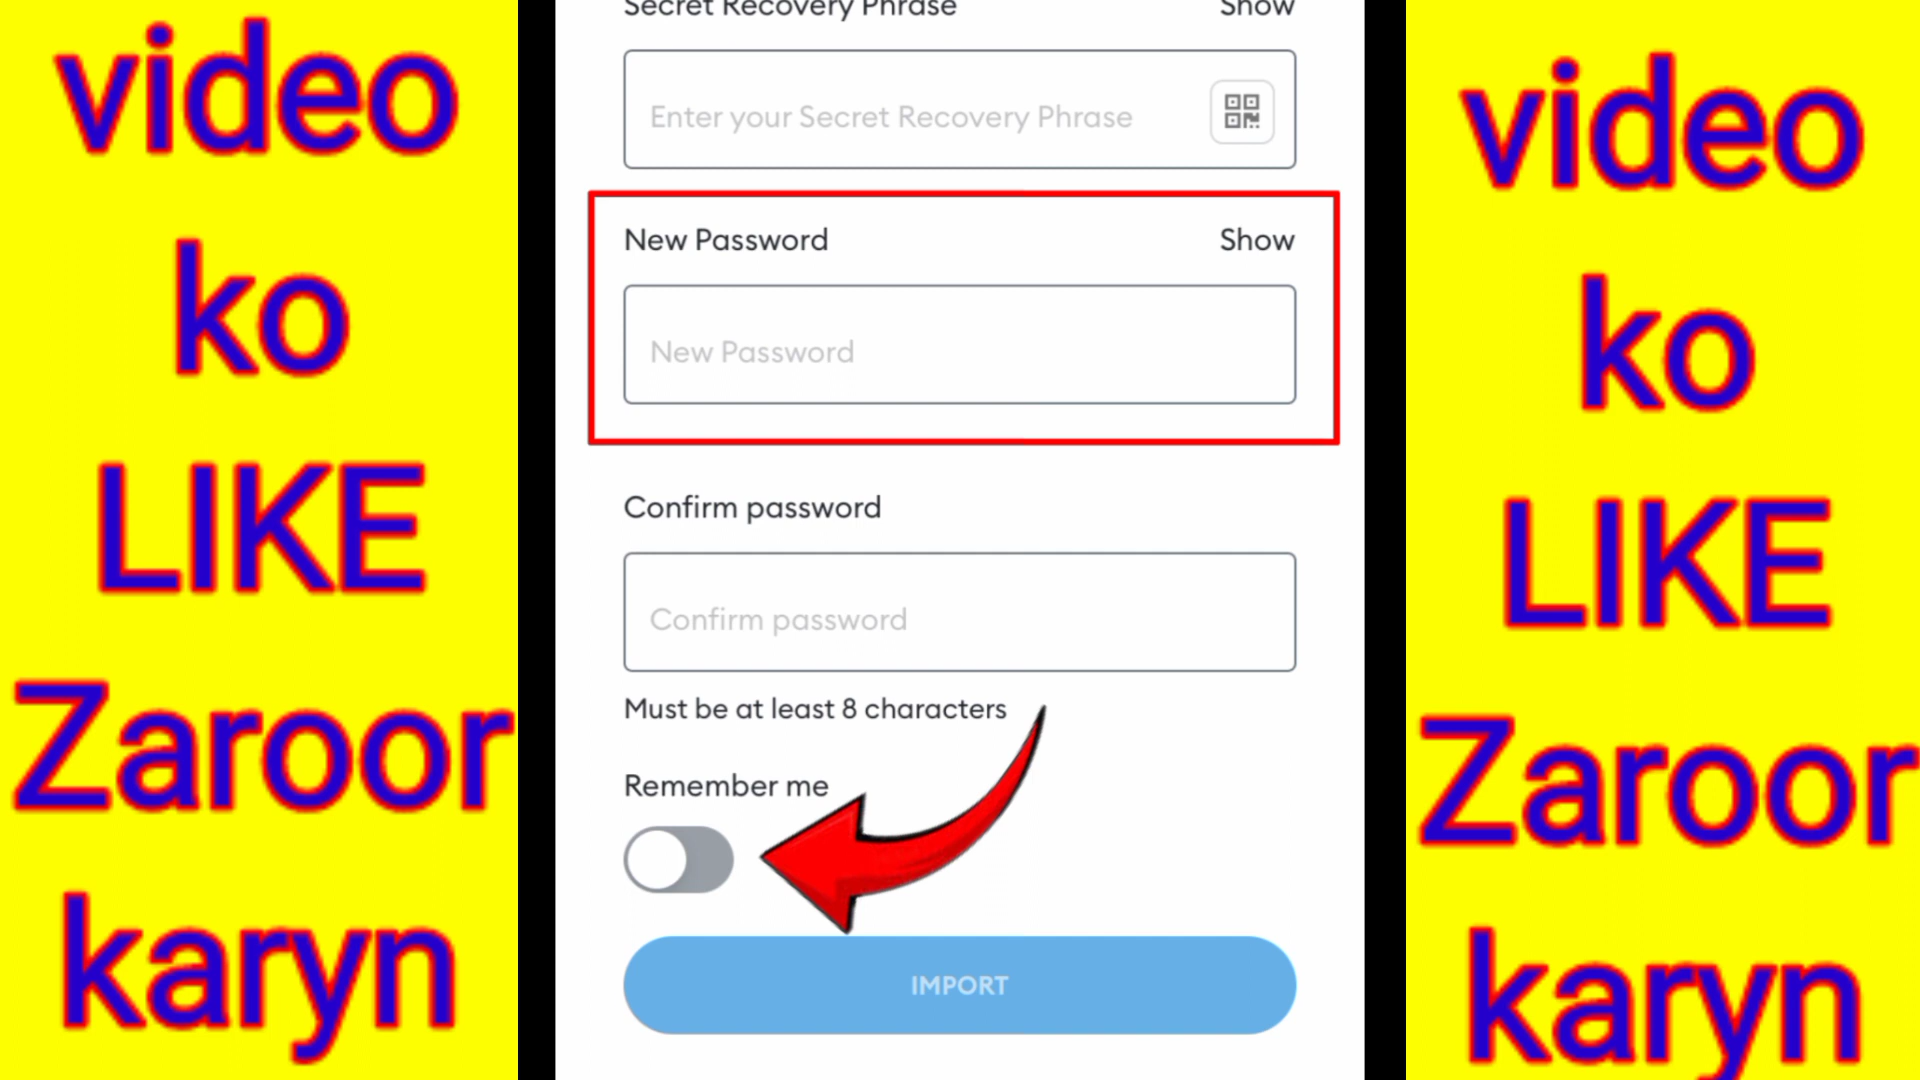 video
ko
LIKE
Zaroor
karyn
Secret Recovery Phrase Show
Enter your Secret Recovery Phrase
New Password Show
New Password
Confirm password
Confirm password
Must be at least 8 characters
Remember me
IMPORT
video
ko
LIKE
Zaroor
karyn